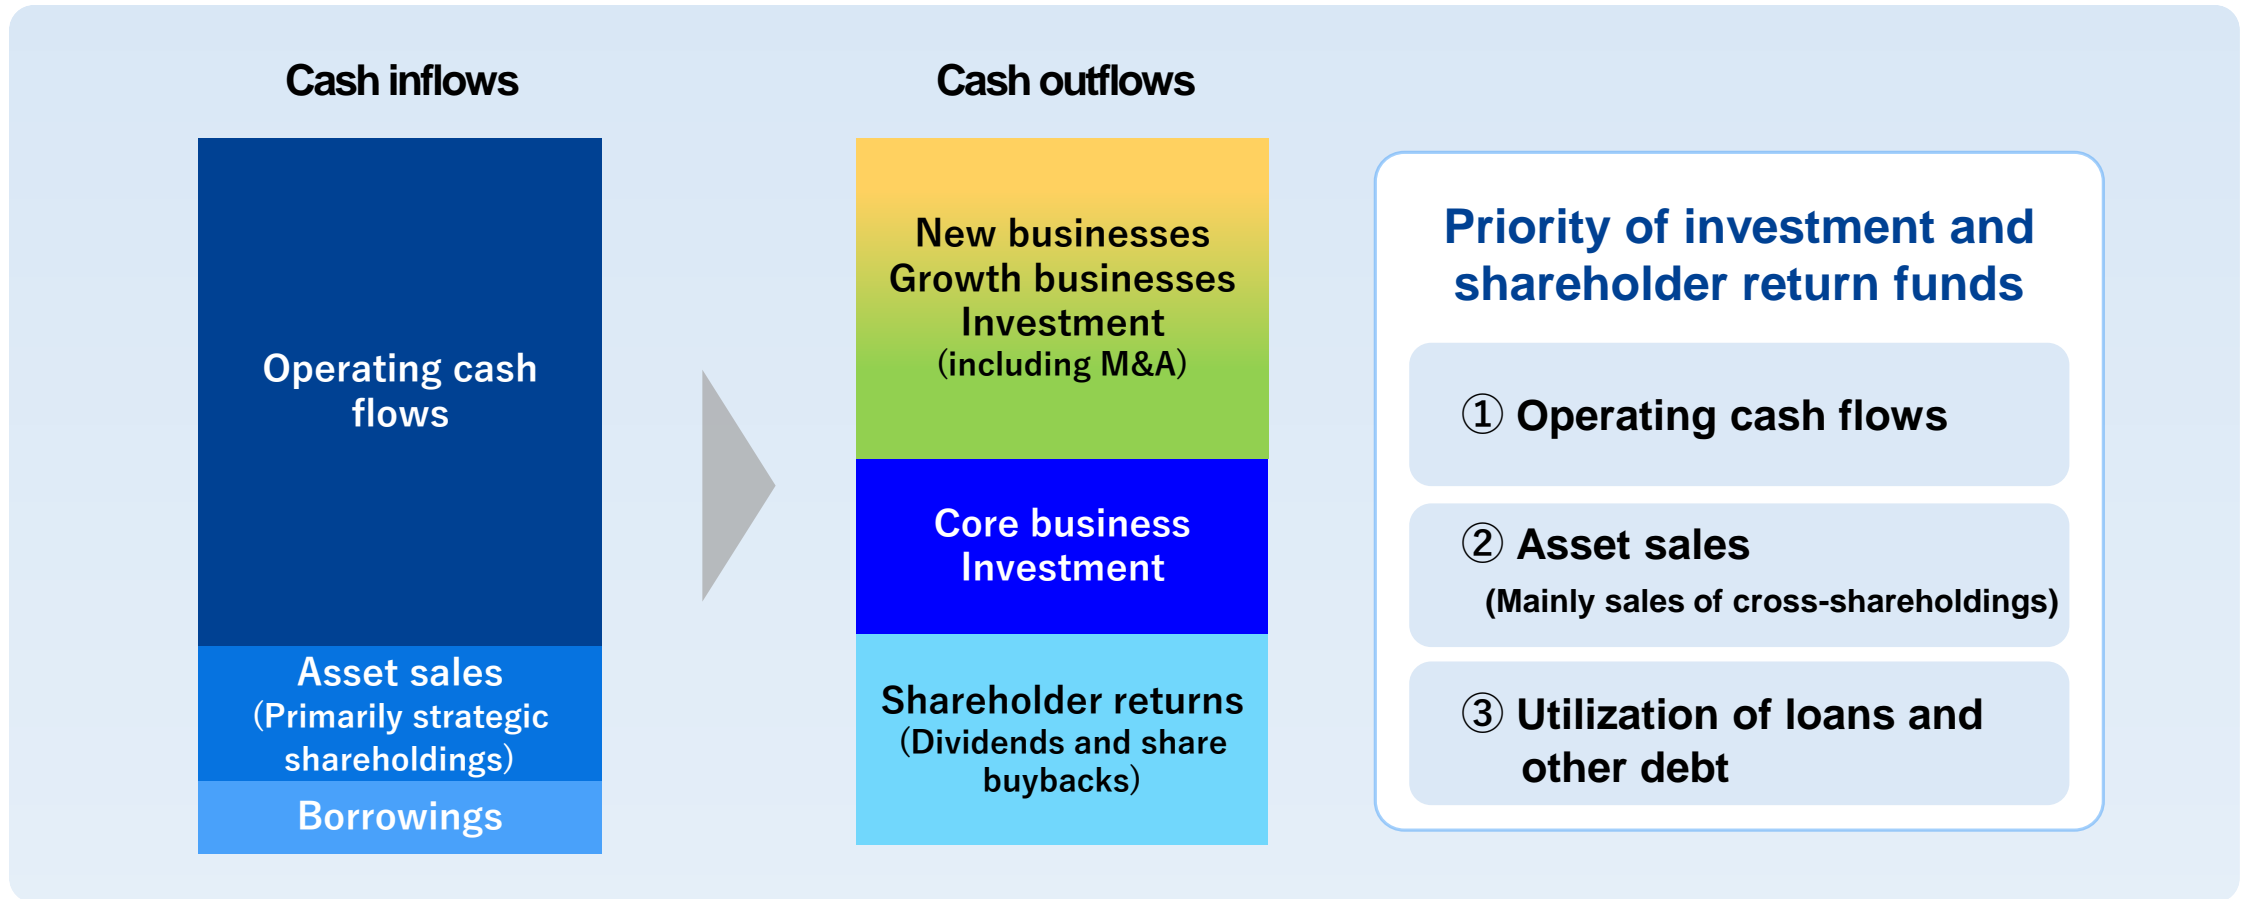 Cash inflows
Operating cash
flows
Asset sales
(Primarily strategic
shareholdings)
Borrowings
Cash outflows
New businesses
Growth businesses
Investment
(including M&A)
Core business
Investment
Shareholder returns
(Dividends and share
buybacks)
Priority of investment and
shareholder return funds
① Operating cash flows
② Asset sales
(Mainly sales of cross-shareholdings)
③ Utilization of loans and
other debt